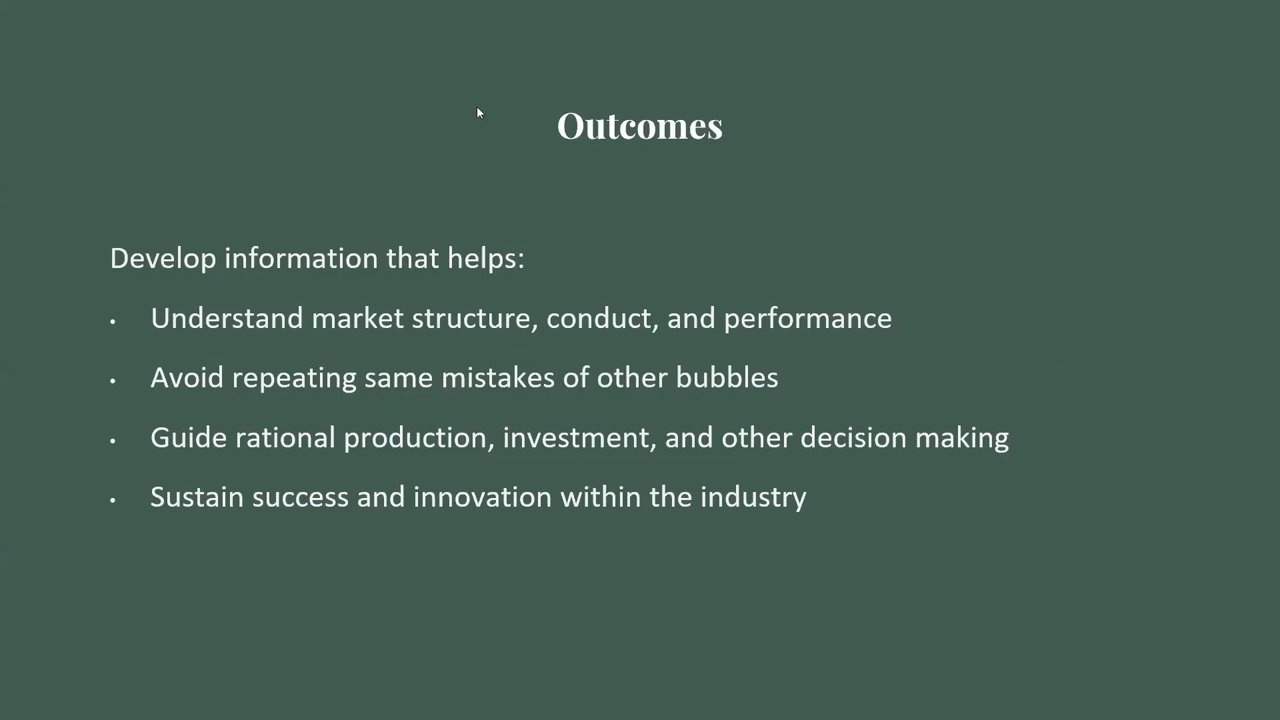 Outcomes
Develop information that helps:
• Understand market structure, conduct, and performance
• Avoid repeating same mistakes of other bubbles
• Guide rational production, investment, and other decision making
• Sustain success and innovation within the industry